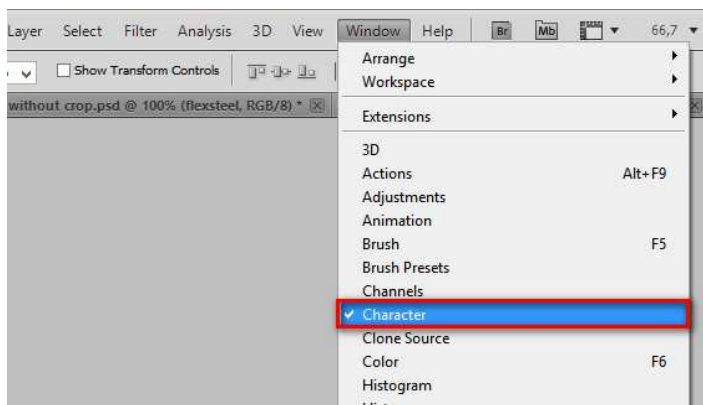 Layer Select Filter Analysis 3D View Window Help Br Mb 66,7
Show Transform Controls
without crop.psd @ 100% (flexsteel, RGB/8) *
Arrange
Workspace
Extensions
3D
Actions Alt+F9
Adjustments
Animation
Brush F5
Brush Presets
Channels
Character
Clone Source
Color F6
Histogram